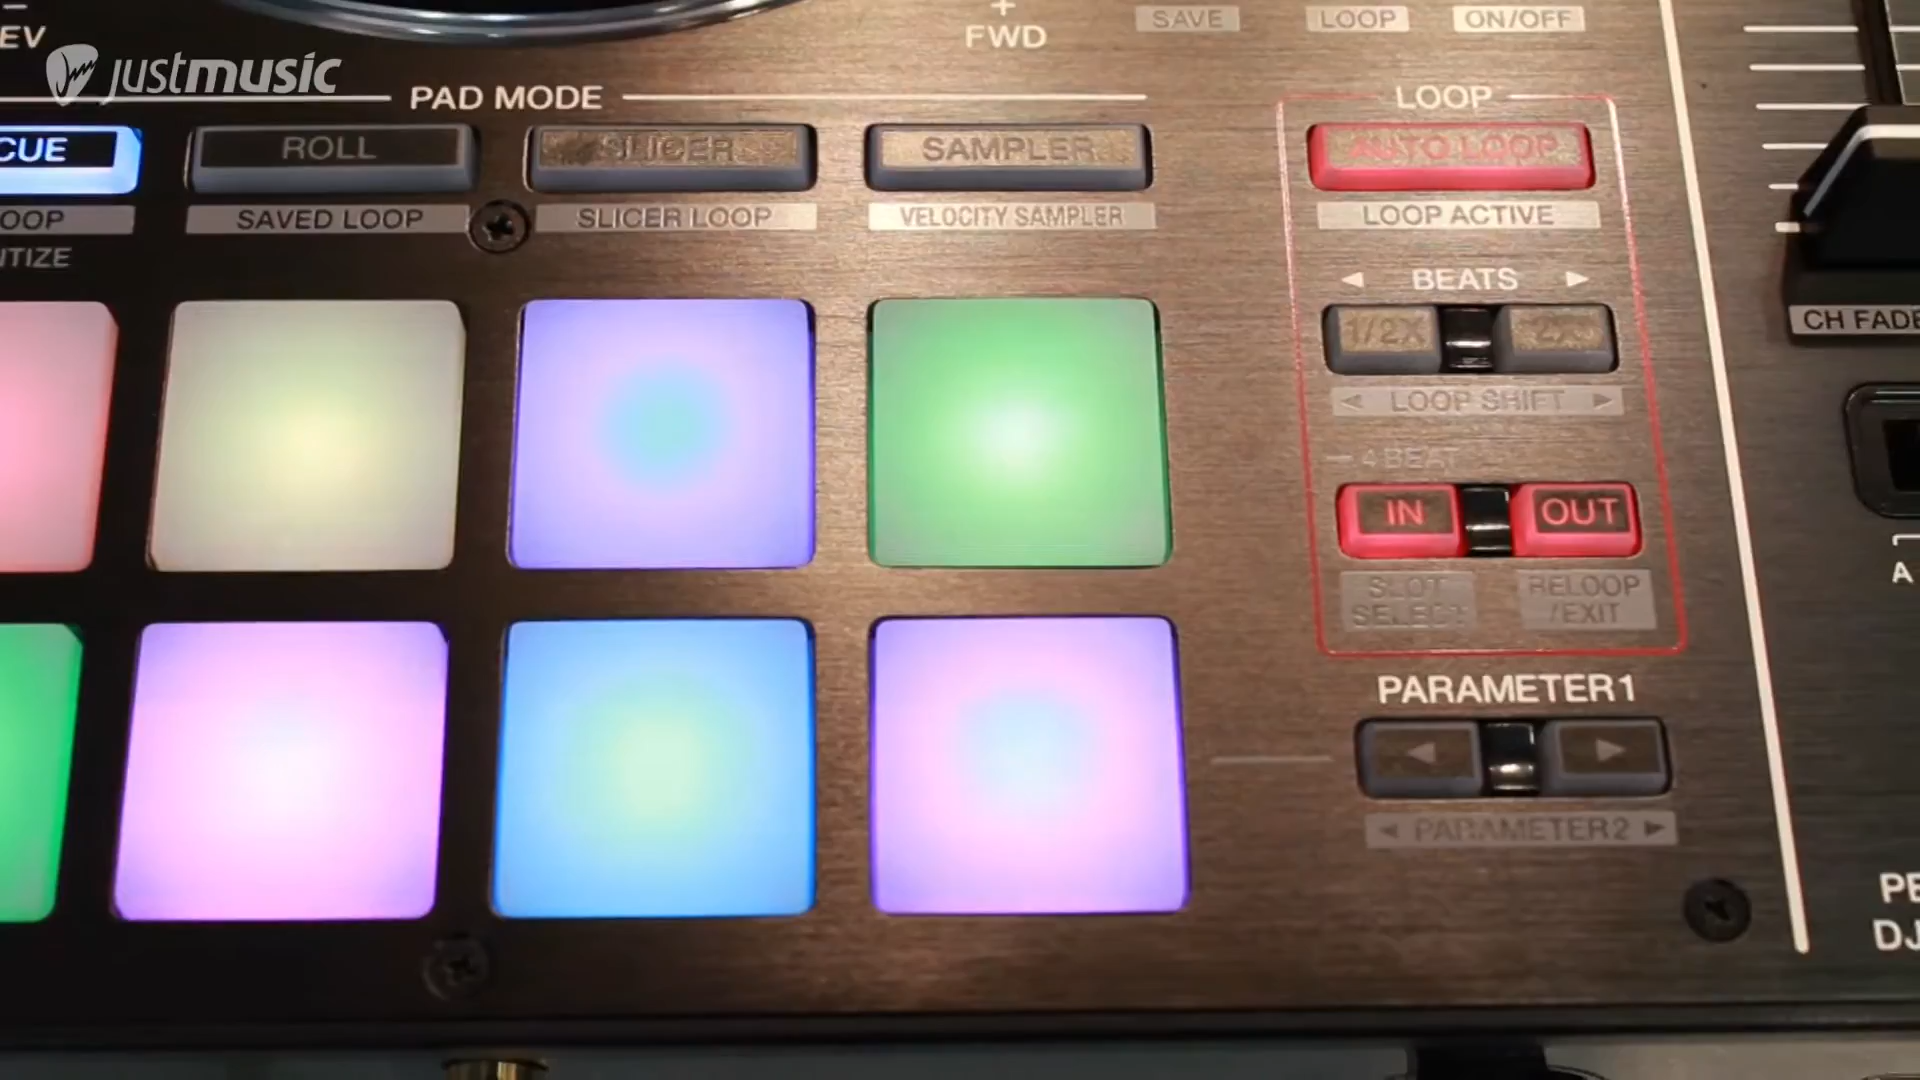 EV
FWD
SAVE
LOOP
ON/OFF
justmusic
PAD MODE
LOOP
CUE
ROLL
SLICER
SAMPLER
AUTO LOOP
OOP
SAVED LOOP
SLICER LOOP
VELOCITY SAMPLER
LOOP ACTIVE
TIZE
BEATS
1/2X
2X
CH FADE
LOOP SHIFT
4 BEAT
IN
OUT
A
SLOT
SELECT
RELOOP
/EXIT
PARAMETER1
PARAMETER2
PE
DJ